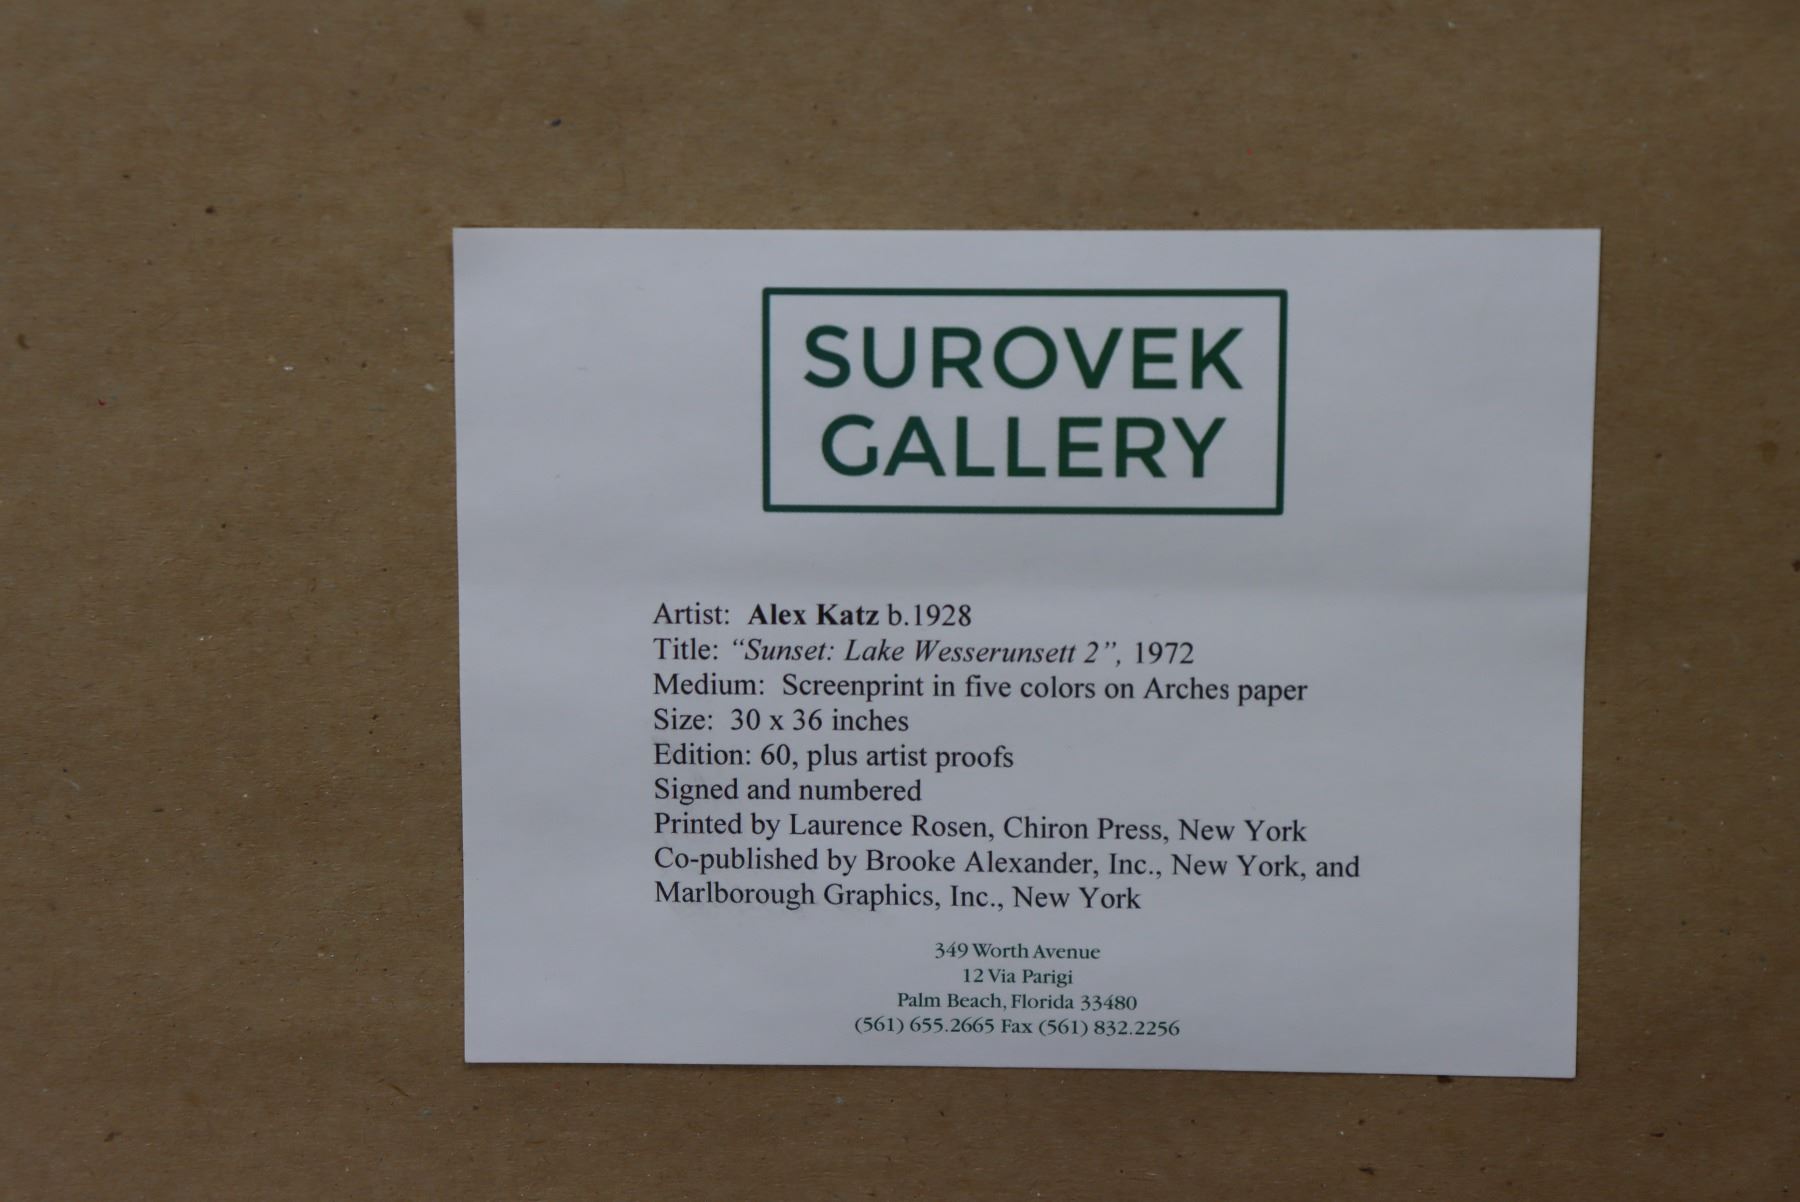 SUROVEK
GALLERY
Artist: Alex Katz b.1928
Title: “Sunset: Lake Wesserunsett 2”, 1972
Medium: Screenprint in five colors on Arches paper
Size: 30 x 36 inches
Edition: 60, plus artist proofs
Signed and numbered
Printed by Laurence Rosen, Chiron Press, New York
Co-published by Brooke Alexander, Inc., New York, and
Marlborough Graphics, Inc., New York
349 Worth Avenue
12 Via Parigi
Palm Beach, Florida 33480
(561) 655.2665 Fax (561) 832.2256